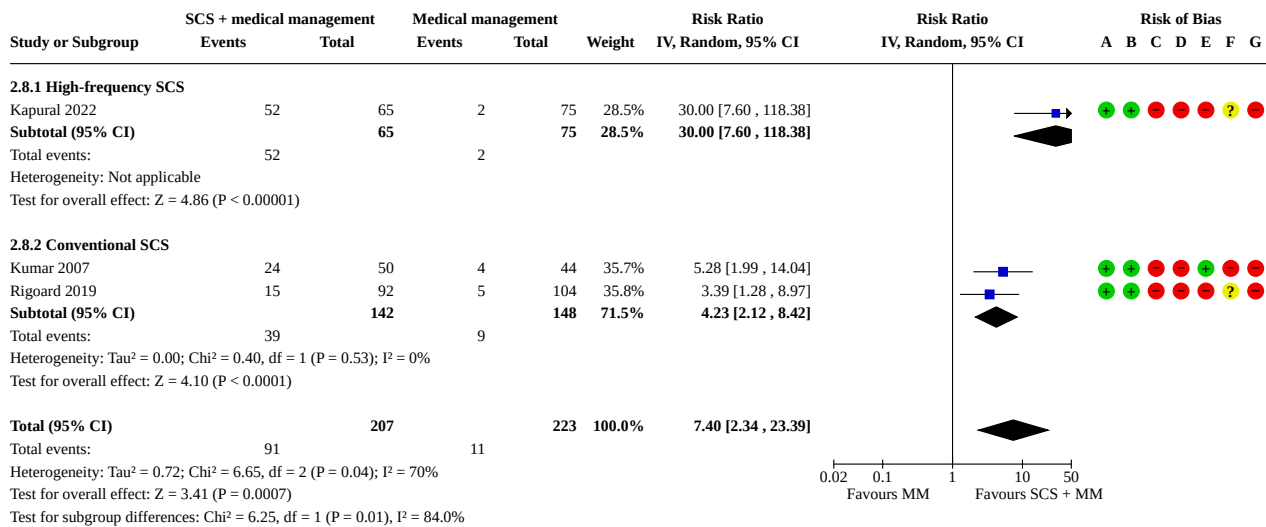 SCS + medical management Medical management Risk Ratio Risk Ratio Risk of Bias
Study or Subgroup Events Total Events Total Weight IV, Random, 95% CI IV, Random, 95% CI A B C D E F G
2.8.1 High-frequency SCS
Kapural 2022 52 65 2 75 28.5% 30.00 [7.60 , 118.38] + + − − − ? −
Subtotal (95% CI) 65 75 28.5% 30.00 [7.60 , 118.38]
Total events: 52 2
Heterogeneity: Not applicable
Test for overall effect: Z = 4.86 (P < 0.00001)
2.8.2 Conventional SCS
Kumar 2007 24 50 4 44 35.7% 5.28 [1.99 , 14.04] + + − − + − −
Rigoard 2019 15 92 5 104 35.8% 3.39 [1.28 , 8.97] + + − − − ? −
Subtotal (95% CI) 142 148 71.5% 4.23 [2.12 , 8.42]
Total events: 39 9
Heterogeneity: Tau² = 0.00; Chi² = 0.40, df = 1 (P = 0.53); I² = 0%
Test for overall effect: Z = 4.10 (P < 0.0001)
Total (95% CI) 207 223 100.0% 7.40 [2.34 , 23.39]
Total events: 91 11
Heterogeneity: Tau² = 0.72; Chi² = 6.65, df = 2 (P = 0.04); I² = 70%
0.02 0.1 1 10 50
Test for overall effect: Z = 3.41 (P = 0.0007) Favours MM Favours SCS + MM
Test for subgroup differences: Chi² = 6.25, df = 1 (P = 0.01), I² = 84.0%